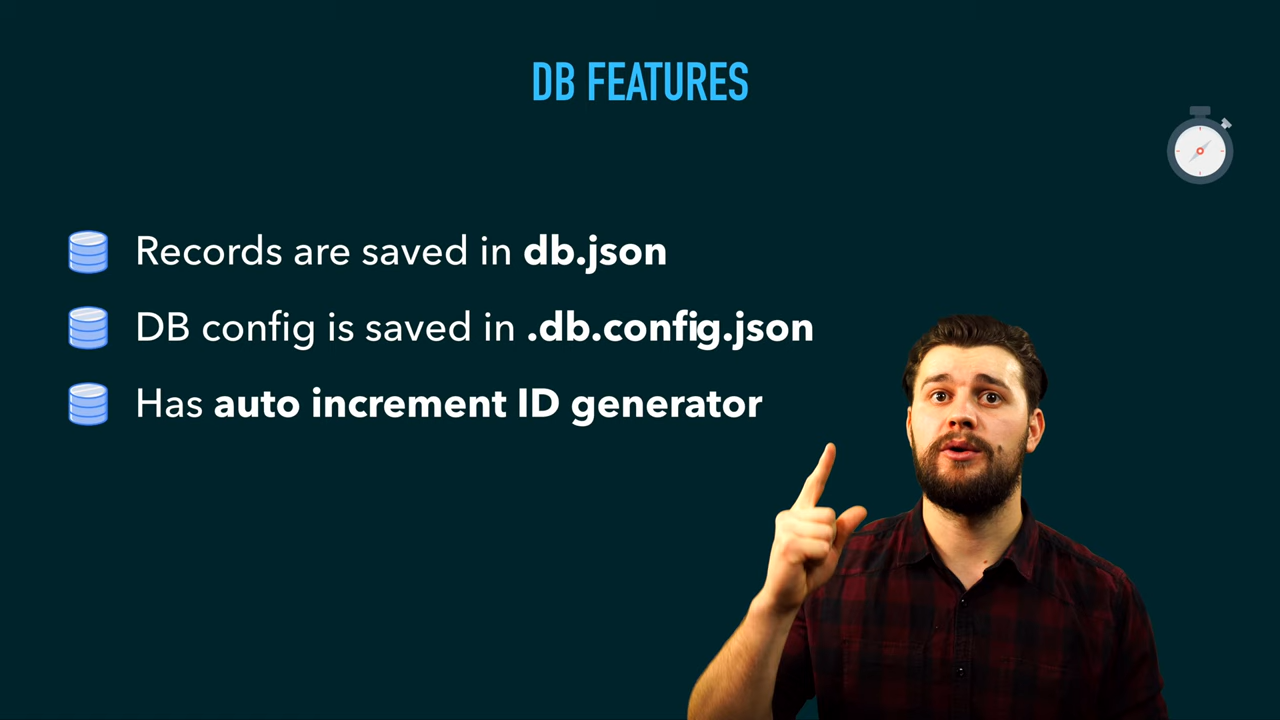 DB FEATURES
Records are saved in db.json
DB config is saved in .db.config.json
Has auto increment ID generator